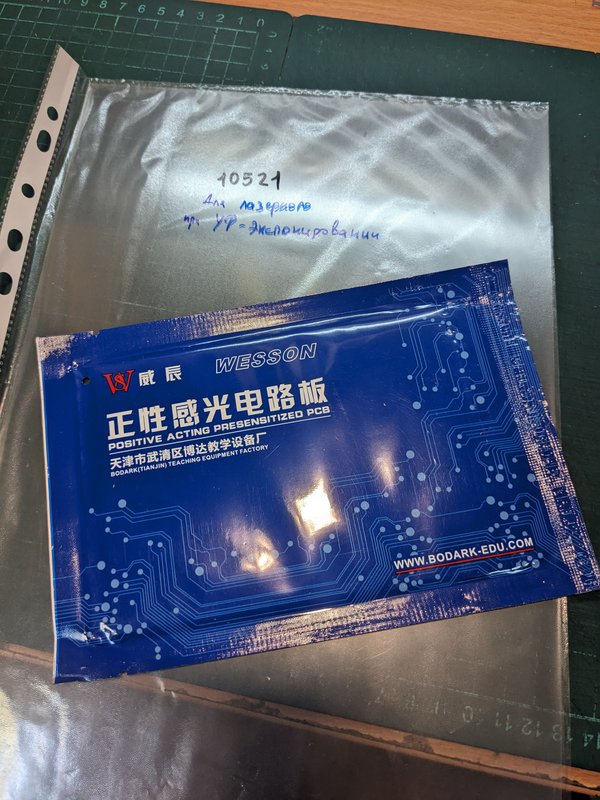 10521
Для лазерного
при УФ-экспонировании
威辰
WESSON
正性感光电路板
POSITIVE ACTING PRESENSITIZED PCB
天津市武清区博达教学设备厂
BODARK(TIANJIN) TEACHING EQUIPMENT FACTORY
WWW.BODARK-EDU.COM